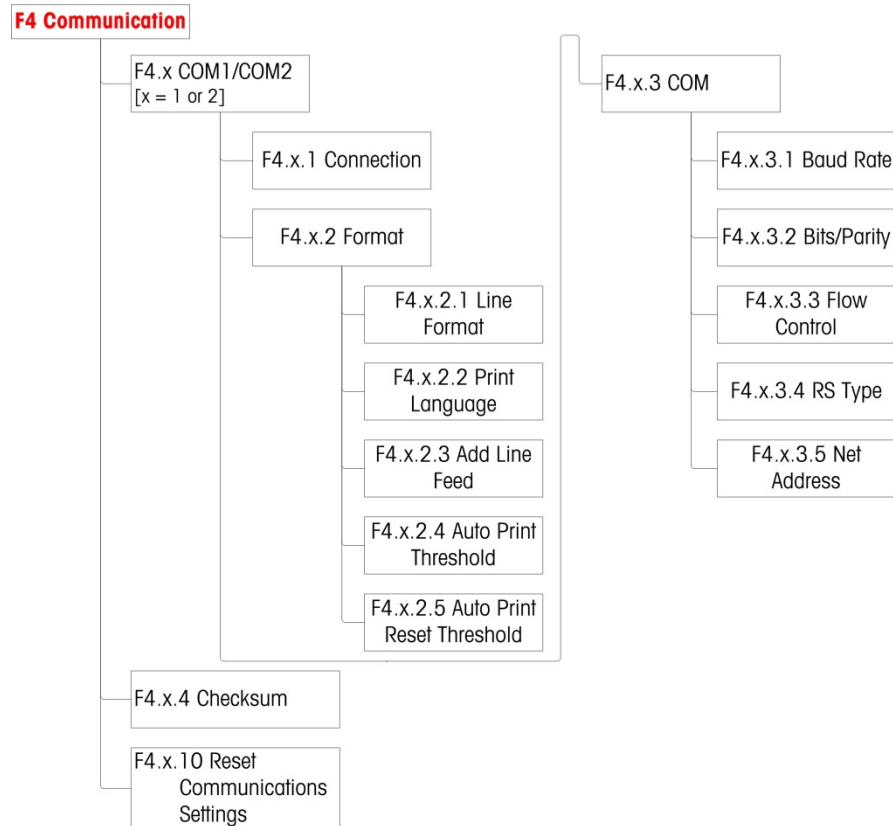 F4 Communication
F4.x COM1/COM2
[x = 1 or 2]
F4.x.1 Connection
F4.x.2 Format
F4.x.2.1 Line
Format
F4.x.2.2 Print
Language
F4.x.2.3 Add Line
Feed
F4.x.2.4 Auto Print
Threshold
F4.x.2.5 Auto Print
Reset Threshold
F4.x.3 COM
F4.x.3.1 Baud Rate
F4.x.3.2 Bits/Parity
F4.x.3.3 Flow
Control
F4.x.3.4 RS Type
F4.x.3.5 Net
Address
F4.x.4 Checksum
F4.x.10 Reset
Communications
Settings